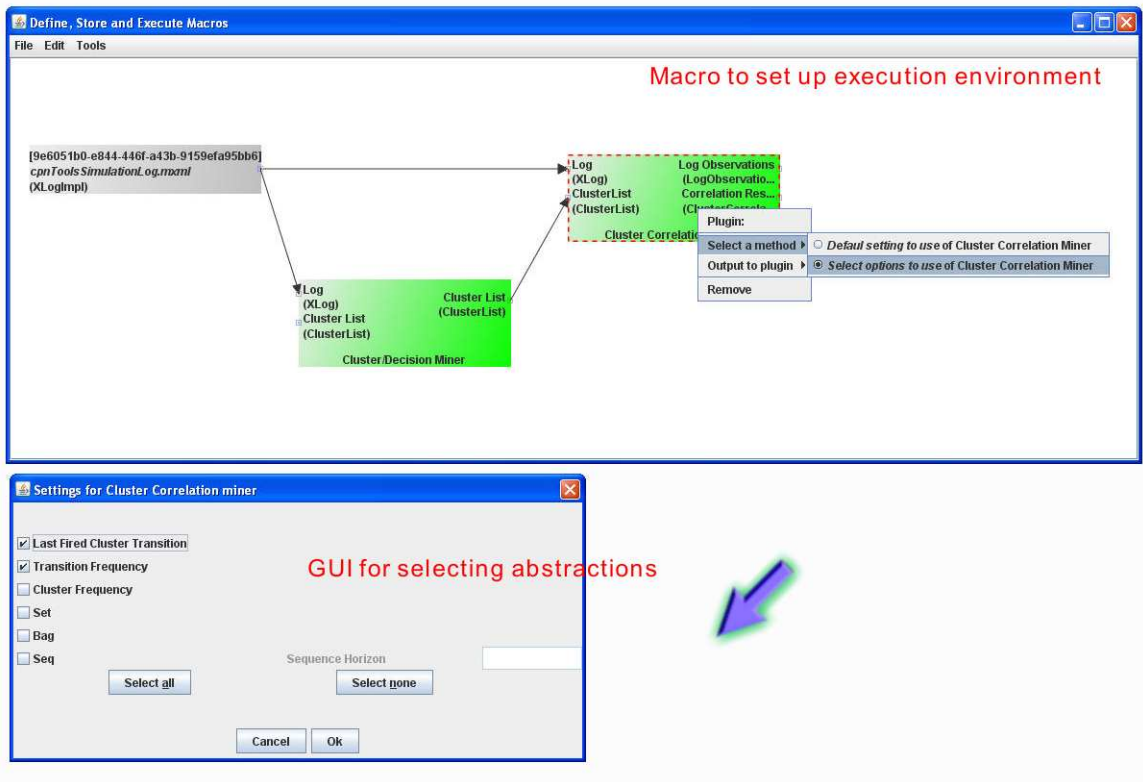 Define, Store and Execute Macros
File Edit Tools
Macro to set up execution environment
[9e6051b0-e844-446f-a43b-9159efa95bb6]
cpnToolsSimulationLog.mxml
(XLogImpl)
Log Log Observations
(XLog) (LogObservatio...
ClusterList Correlation Res...
(ClusterList)
Cluster Correlatio
Plugin:
Select a method
Defaul setting to use of Cluster Correlation Miner
Output to plugin
Select options to use of Cluster Correlation Miner
Remove
Log
(XLog)
Cluster List
(ClusterList)
Cluster List
(ClusterList)
Cluster/Decision Miner
Settings for Cluster Correlation miner
Last Fired Cluster Transition
Transition Frequency
GUI for selecting abstractions
Cluster Frequency
Set
Bag
Seq Sequence Horizon
Select all Select none
Cancel Ok